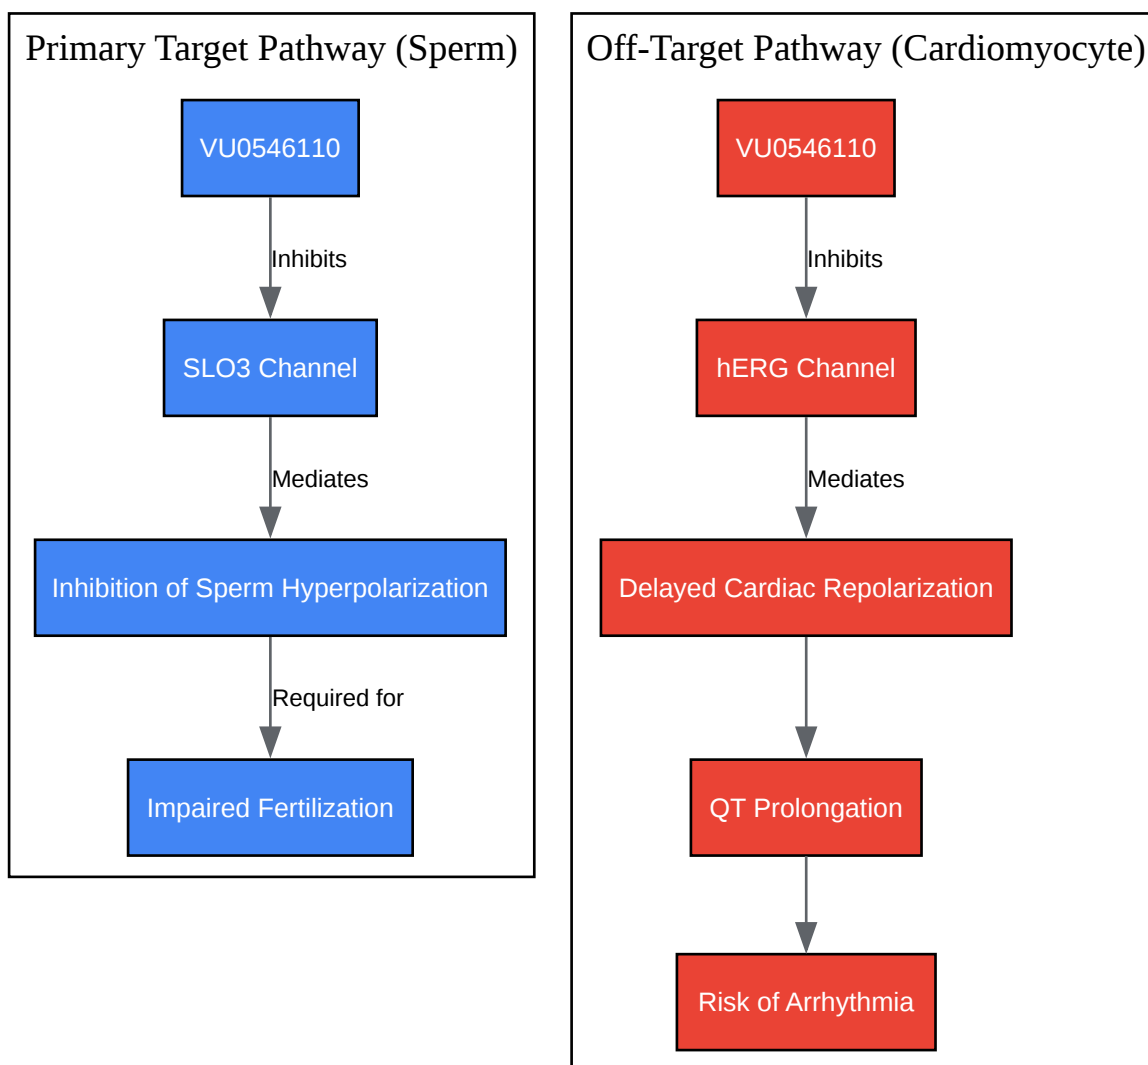 Primary Target Pathway (Sperm)
VU0546110
Inhibits
SLO3 Channel
Mediates
Inhibition of Sperm Hyperpolarization
Required for
Impaired Fertilization
Off-Target Pathway (Cardiomyocyte)
VU0546110
Inhibits
hERG Channel
Mediates
Delayed Cardiac Repolarization
QT Prolongation
Risk of Arrhythmia